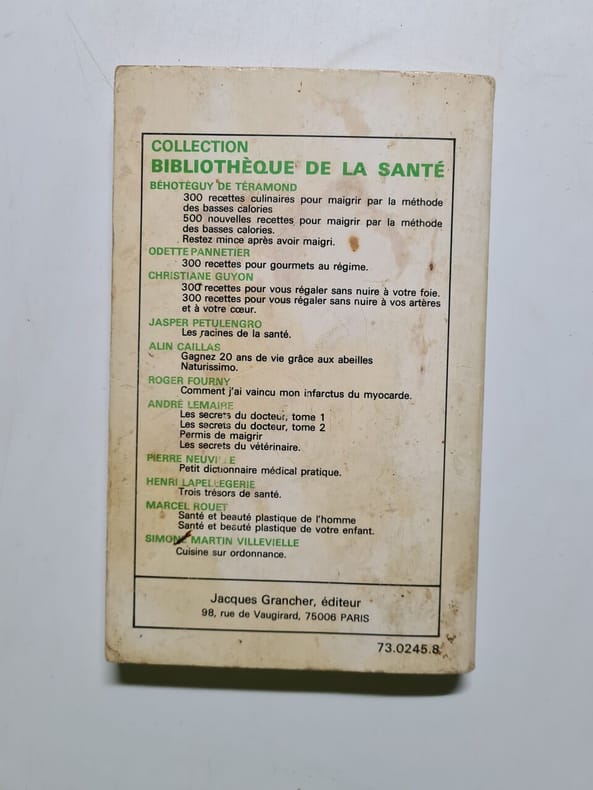 COLLECTION
BIBLIOTHÈQUE DE LA SANTÉ
BÉHOTÉGUY DE TÉRAMOND
300 recettes culinaires pour maigrir par la méthode
des basses calories
500 nouvelles recettes pour maigrir par la méthode
des basses calories.
Restez mince après avoir maigri.
ODETTE PANNETIER
300 recettes pour gourmets au régime.
CHRISTIANE GUYON
300 recettes pour vous régaler sans nuire à votre foie.
300 recettes pour vous régaler sans nuire à vos artères
et à votre cœur.
JASPER PETULENGRO
Les racines de la santé.
ALIN CAILLAS
Gagnez 20 ans de vie grâce aux abeilles
Naturissimo.
ROGER FOURNY
Comment j'ai vaincu mon infarctus du myocarde.
ANDRÉ LEMAIRE
Les secrets du docteur, tome 1
Les secrets du docteur, tome 2
Permis de maigrir
Les secrets du vétérinaire.
PIERRE
Petit dictionnaire médical pratique.
HENRI LAPELLEGERIE
Trois trésors de santé.
MARCEL ROUET
Santé et beauté plastique de l'homme
Santé et beauté plastique de votre enfant.
SIMONE MARTIN VILLEVIELLE
Cuisine sur ordonnance.
Jacques Grancher, éditeur
98, rue de Vaugirard, 75006 PARIS
73.0245.8